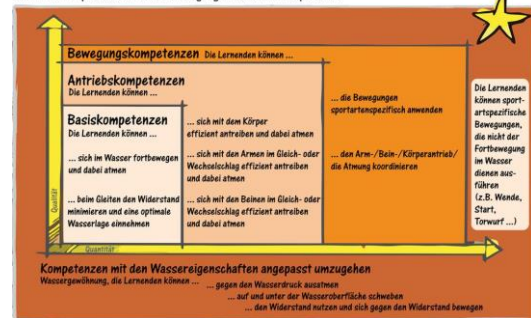 Bewegungskompetenzen Die Lernenden können ...
Antriebskompetenzen
Die Lernenden können ...
Basiskompetenzen
Die Lernenden können ...
... sich im Wasser fortbewegen
und dabei atmen
... beim Gleiten den Widerstand
minimieren und eine optimale
Wasserlage einnehmen
... sich mit dem Körper
effizient antreiben und dabei atmen
... sich mit den Armen im Gleich- oder
Wechselschlag effizient antreiben
und dabei atmen
... sich mit den Beinen im Gleich- oder
Wechselschlag effizient antreiben
und dabei atmen
... die Bewegungen
sportartenspezifisch anwenden
... den Arm-/Bein-/Körperantrieb/
die Atmung koordinieren
Die Lernenden
können sport-
artspezifische
Bewegungen,
die nicht der
Fortbewegung
im Wasser
dienen aus-
führen
(z.B. Wende,
Start,
Torwurf ...)
Qualität
Quantität
Kompetenzen mit den Wassereigenschaften angepasst umzugehen
Wassergewöhnung, die Lernenden können ...
... gegen den Wasserdruck ausatmen
... auf und unter der Wasseroberfläche schweben
... den Widerstand nutzen und sich gegen den Widerstand bewegen